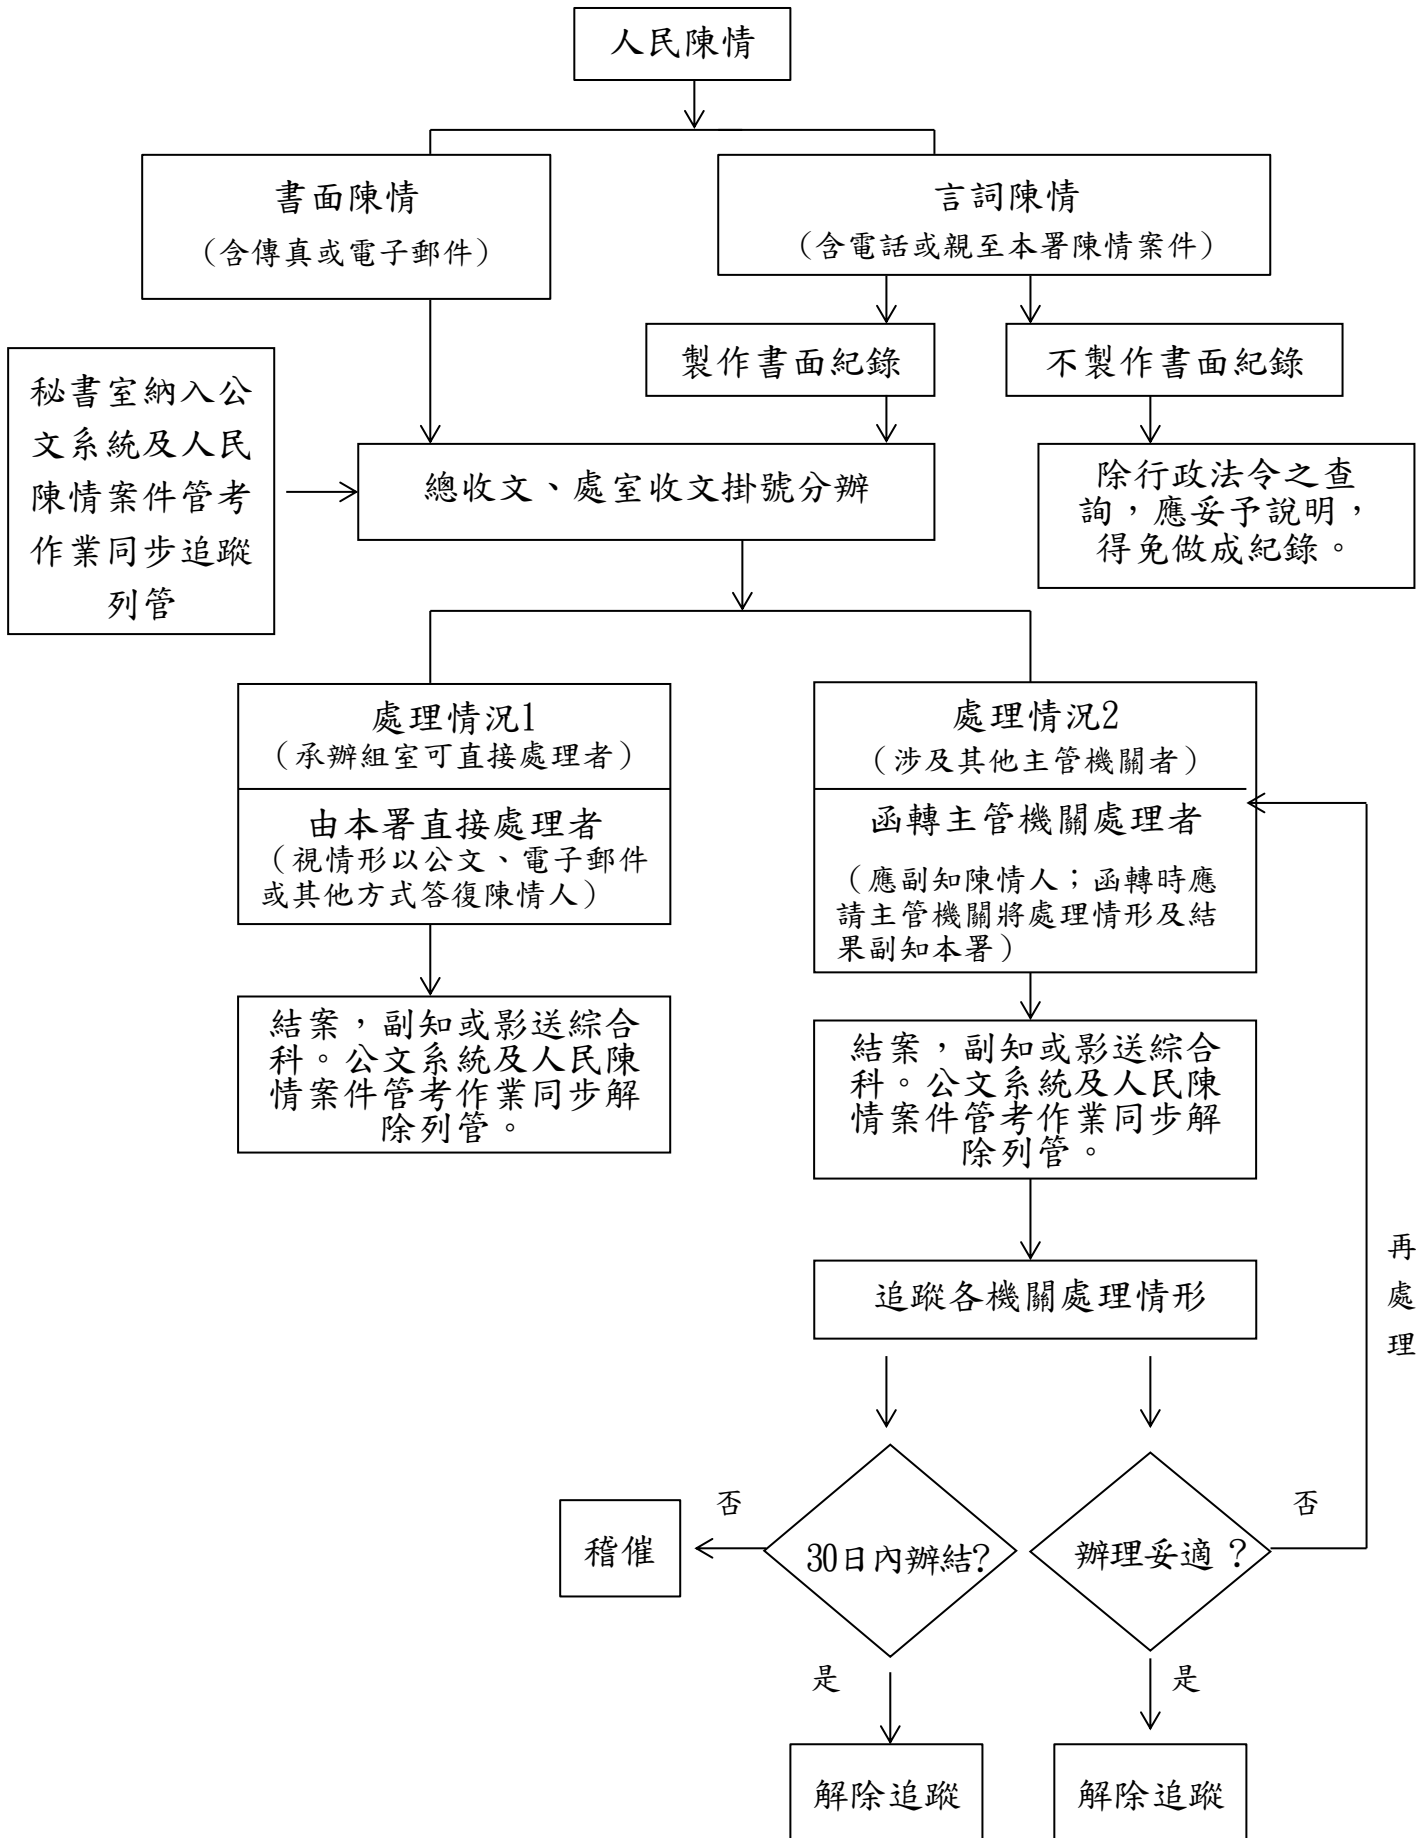 人民陳情
書面陳情
（含傳真或電子郵件）
言詞陳情
（含電話或親至本署陳情案件）
製作書面紀錄
不製作書面紀錄
秘書室納入公
文系統及人民
陳情案件管考
作業同步追蹤
列管
總收文、處室收文掛號分辦
除行政法令之查
詢，應妥予說明，
得免做成紀錄。
處理情況1
（承辦組室可直接處理者）
由本署直接處理者
（視情形以公文、電子郵件
或其他方式答復陳情人）
處理情況2
（涉及其他主管機關者）
函轉主管機關處理者
（應副知陳情人；函轉時應
請主管機關將處理情形及結
果副知本署）
結案，副知或影送綜合
科。公文系統及人民陳
情案件管考作業同步解
除列管。
結案，副知或影送綜合
科。公文系統及人民陳
情案件管考作業同步解
除列管。
追蹤各機關處理情形
再
處
理
稽催
否
30日內辦結?
辦理妥適？
否
是
是
解除追蹤
解除追蹤